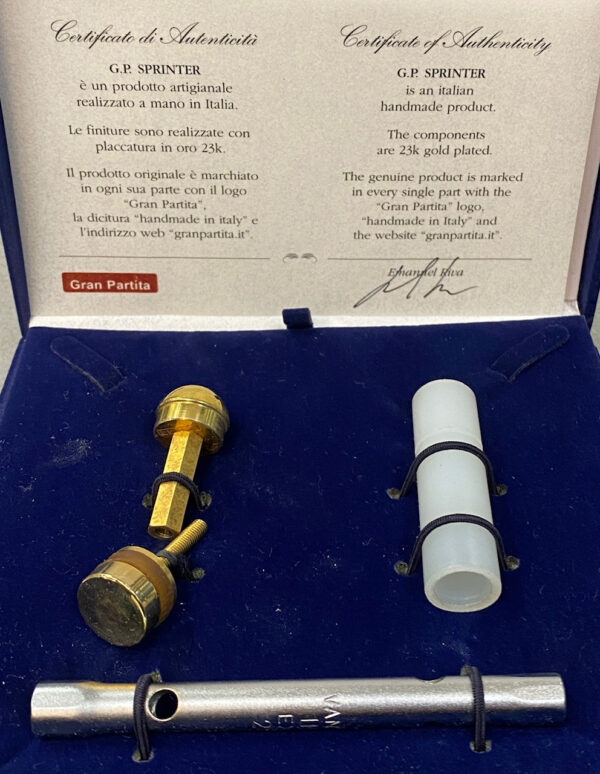 Certificato di Autenticità
G.P. SPRINTER
è un prodotto artigianale
realizzato a mano in Italia.
Le finiture sono realizzate con
placcatura in oro 23k.
Il prodotto originale è marchiato
in ogni sua parte con il logo
"Gran Partita",
la dicitura "handmade in italy" e
l'indirizzo web "granpartita.it".
Gran Partita
Certificate of Authenticity
G.P. SPRINTER
is an italian
handmade product.
The components
are 23k gold plated.
The genuine product is marked
in every single part with the
"Gran Partita" logo,
"handmade in Italy" and
the website "granpartita.it".
Emanuel Riva
VAN